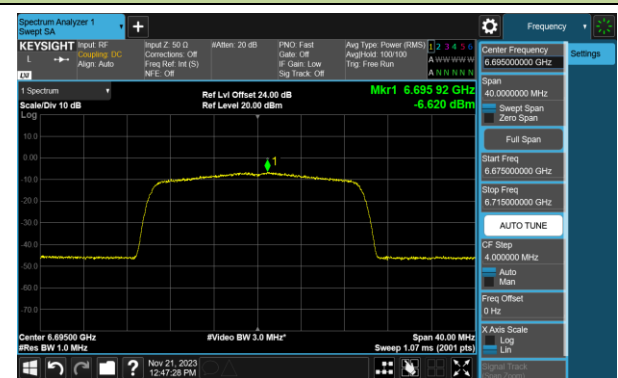 Spectrum Analyzer 1
Swept SA
Frequency
KEYSIGHT
L
LXI
Input: RF
Coupling: DC
Align: Auto
Input Z: 50 Ω
Corrections: Off
Freq Ref: Int (S)
NFE: Off
#Atten: 20 dB
PNO: Fast
Gate: Off
IF Gain: Low
Sig Track: Off
Avg Type: Power (RMS)
Avg|Hold: 100/100
Trig: Free Run
1 2 3 4 5 6
A W W W W W
A N N N N N
Settings
1 Spectrum
Scale/Div 10 dB
Log
Ref Lvl Offset 24.00 dB
Ref Level 20.00 dBm
Mkr1 6.695 92 GHz
-6.620 dBm
10.0
0.00
-10.0
-20.0
-30.0
-40.0
-50.0
-60.0
-70.0
1
Center 6.69500 GHz
#Res BW 1.0 MHz
#Video BW 3.0 MHz*
Span 40.00 MHz
Sweep 1.07 ms (2001 pts)
Center Frequency
6.695000000 GHz
Span
40.0000000 MHz
Swept Span
Zero Span
Full Span
Start Freq
6.675000000 GHz
Stop Freq
6.715000000 GHz
AUTO TUNE
CF Step
4.000000 MHz
Auto
Man
Freq Offset
0 Hz
X Axis Scale
Log
Lin
Signal Track
(Span Zoom)
?
Nov 21, 2023
12:47:28 PM